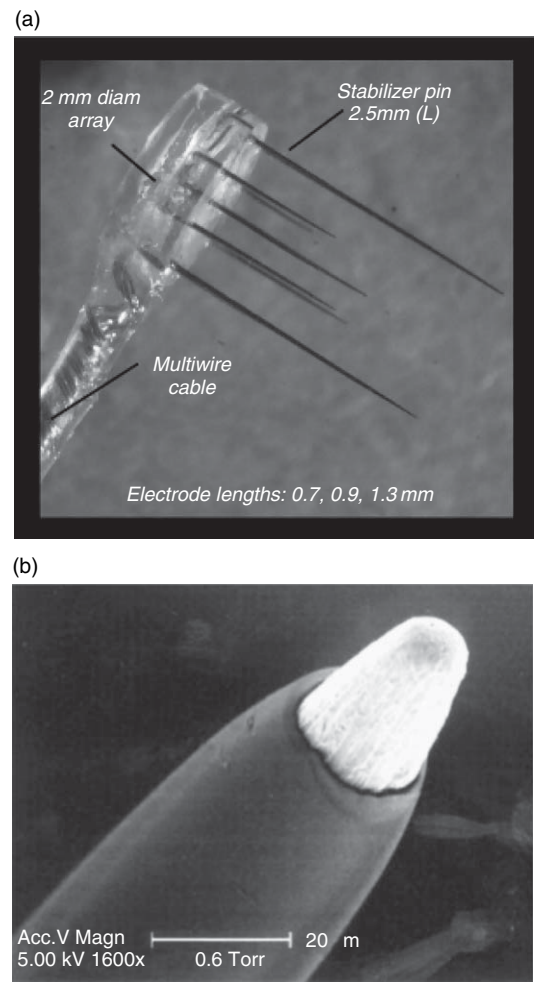 (a)
2 mm diam
array
Stabilizer pin
2.5mm (L)
Multiwire
cable
Electrode lengths: 0.7, 0.9, 1.3 mm
(b)
Acc.V Magn
5.00 kV 1600x
0.6 Torr
20 m